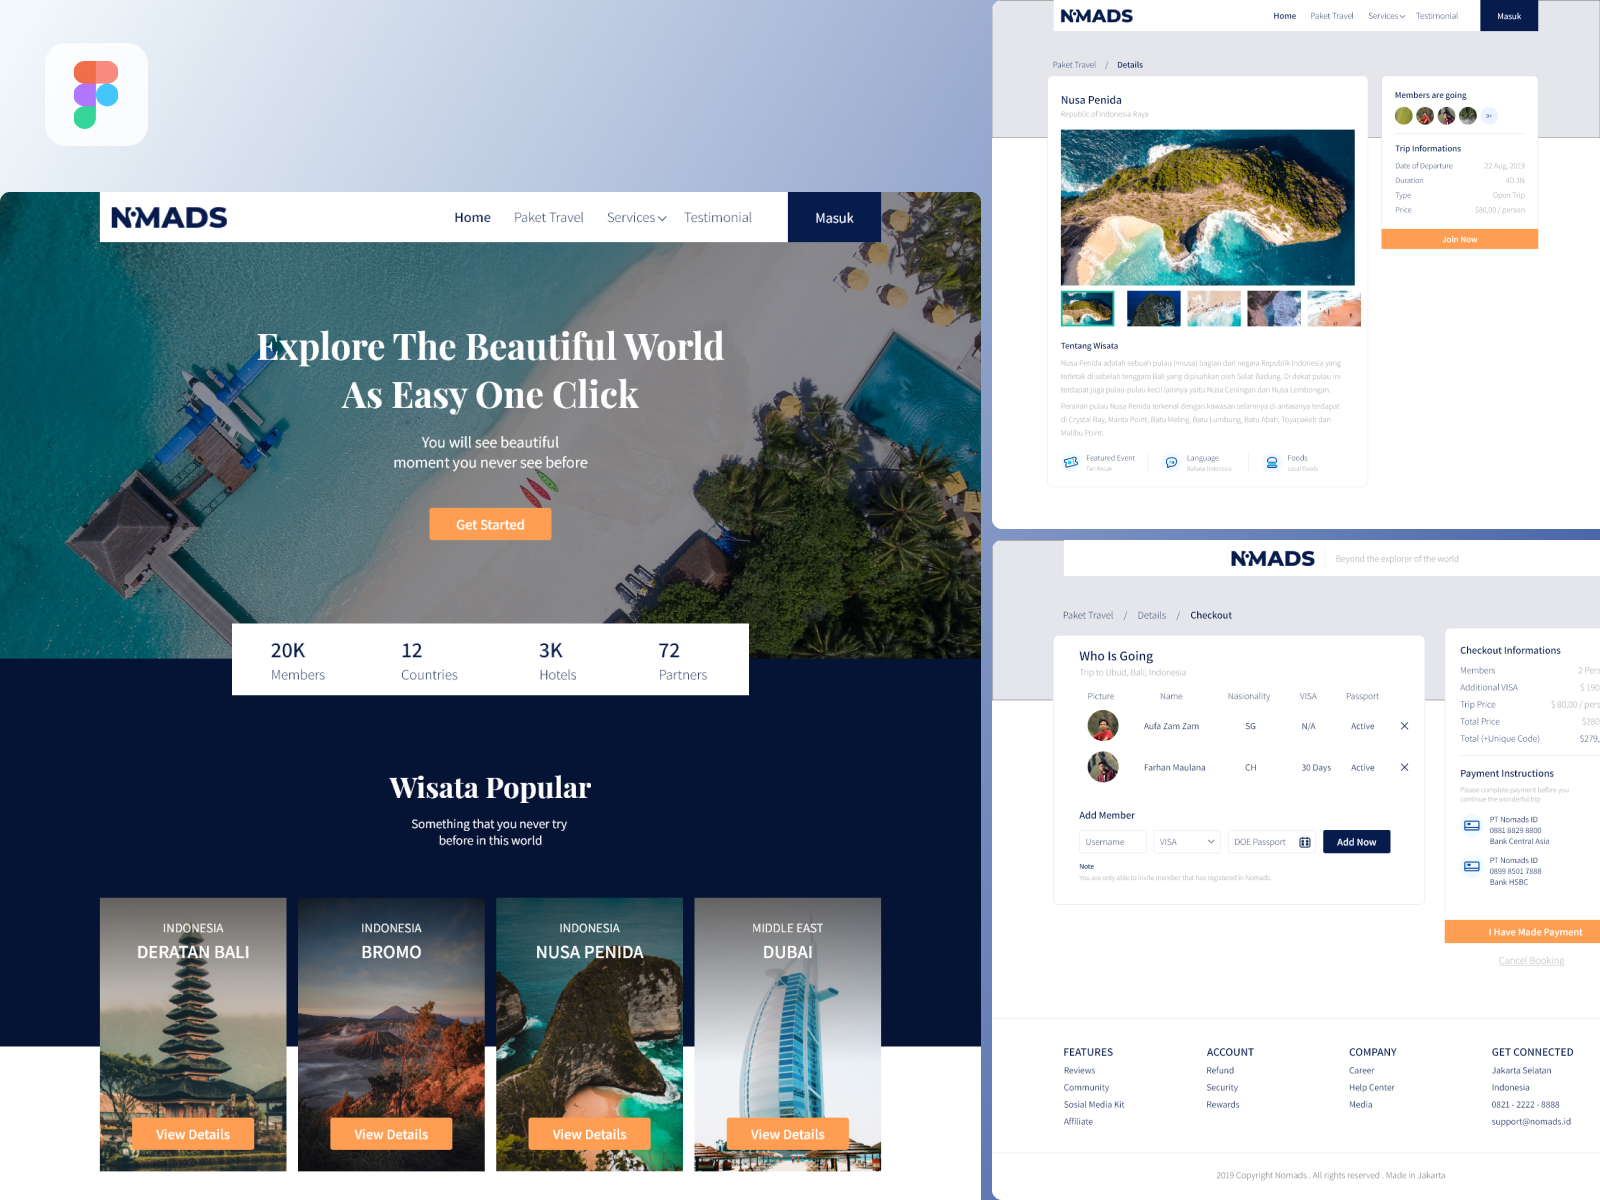 NOMADS
Home
Paket Travel
Services
Testimonial
Masuk
Explore The Beautiful World
As Easy One Click
You will see beautiful
moment you never see before
Get Started
20K
Members
12
Countries
3K
Hotels
72
Partners
Wisata Popular
Something that you never try
before in this world
INDONESIA
DERATAN BALI
View Details
INDONESIA
BROMO
View Details
INDONESIA
NUSA PENIDA
View Details
MIDDLE EAST
DUBAI
View Details
NOMADS
Home
Paket Travel
Services
Testimonial
Masuk
Paket Travel / Details
Nusa Penida
Republic of Indonesia Raya
Tentang Wisata
Nusa Penida adalah sebuah pulau (=nusa) bagian dari negara Republik Indonesia yang
terletak di sebelah tenggara Bali yang dipisahkan oleh Selat Badung. Di dekat pulau ini
terdapat juga pulau-pulau kecil lainnya yaitu Nusa Ceningan dan Nusa Lembongan.
Perairan pulau Nusa Penida terkenal dengan kawasan selamnya di antaranya terdapat
di Crystal Bay, Manta Point, Batu Meling, Batu Lumbung, Batu Abah, Toyapakeh dan
Malibu Point.
Featured Event
Tari Kecak
Language
Bahasa Indonesia
Foods
Local Foods
Members are going
9+
Trip Informations
Date of Departure 22 Aug, 2019
Duration 4D 3N
Type Open Trip
Price $80,00 / person
Join Now
NOMADS
Beyond the explorer of the world
Paket Travel / Details / Checkout
Who Is Going
Trip to Ubud, Bali, Indonesia
Picture Name Nasionality VISA Passport
Aufa Zam Zam SG N/A Active
Farhan Maulana CH 30 Days Active
Add Member
Username
VISA
DOE Passport
Add Now
Note
You are only able to invite member that has registered in Nomads.
Checkout Informations
Members 2 Pers
Additional VISA $ 190
Trip Price $ 80,00 / pers
Total Price $280,
Total (+Unique Code) $279,
Payment Instructions
Please complete payment before you
continue the wonderful trip
PT Nomads ID
0881 8829 8800
Bank Central Asia
PT Nomads ID
0899 8501 7888
Bank HSBC
I Have Made Payment
Cancel Booking
FEATURES
Reviews
Community
Sosial Media Kit
Affiliate
ACCOUNT
Refund
Security
Rewards
COMPANY
Career
Help Center
Media
GET CONNECTED
Jakarta Selatan
Indonesia
0821 - 2222 - 8888
support@nomads.id
2019 Copyright Nomads . All rights reserved . Made in Jakarta